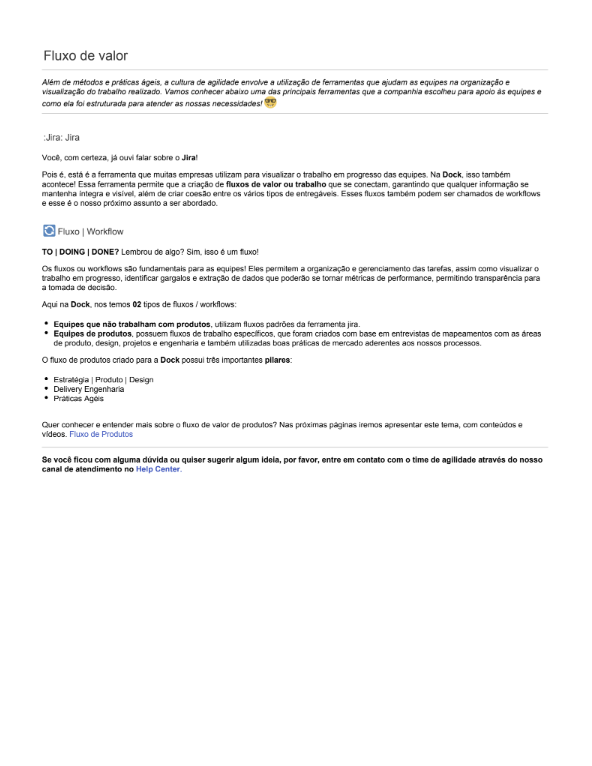 Fluxo de valor
Além de métodos e práticas ágeis, a cultura de agilidade envolve a utilização de ferramentas que ajudam as equipes na organização e
visualização do trabalho realizado. Vamos conhecer abaixo uma das principais ferramentas que a companhia escolheu para apoio às equipes e
como ela foi estruturada para atender as nossas necessidades!
:Jira: Jira
Você, com certeza, já ouvi falar sobre o Jira!
Pois é, está é a ferramenta que muitas empresas utilizam para visualizar o trabalho em progresso das equipes. Na Dock, isso também
acontece! Essa ferramenta permite que a criação de fluxos de valor ou trabalho que se conectam, garantindo que qualquer informação se
mantenha íntegra e visível, além de criar coesão entre os vários tipos de entregáveis. Esses fluxos também podem ser chamados de workflows
e esse é o nosso próximo assunto a ser abordado.
Fluxo | Workflow
TO | DOING | DONE? Lembrou de algo? Sim, isso é um fluxo!
Os fluxos ou workflows são fundamentais para as equipes! Eles permitem a organização e gerenciamento das tarefas, assim como visualizar o
trabalho em progresso, identificar gargalos e extração de dados que poderão se tornar métricas de performance, permitindo transparência para
a tomada de decisão.
Aqui na Dock, nos temos 02 tipos de fluxos / workflows:
• Equipes que não trabalham com produtos, utilizam fluxos padrões da ferramenta jira.
• Equipes de produtos, possuem fluxos de trabalho específicos, que foram criados com base em entrevistas de mapeamentos com as áreas
de produto, design, projetos e engenharia e também utilizadas boas práticas de mercado aderentes aos nossos processos.
O fluxo de produtos criado para a Dock possui três importantes pilares:
• Estratégia | Produto | Design
• Delivery Engenharia
• Práticas Agéis
Quer conhecer e entender mais sobre o fluxo de valor de produtos? Nas próximas páginas iremos apresentar este tema, com conteúdos e
vídeos. Fluxo de Produtos
Se você ficou com alguma dúvida ou quiser sugerir algum ideia, por favor, entre em contato com o time de agilidade através do nosso
canal de atendimento no Help Center.